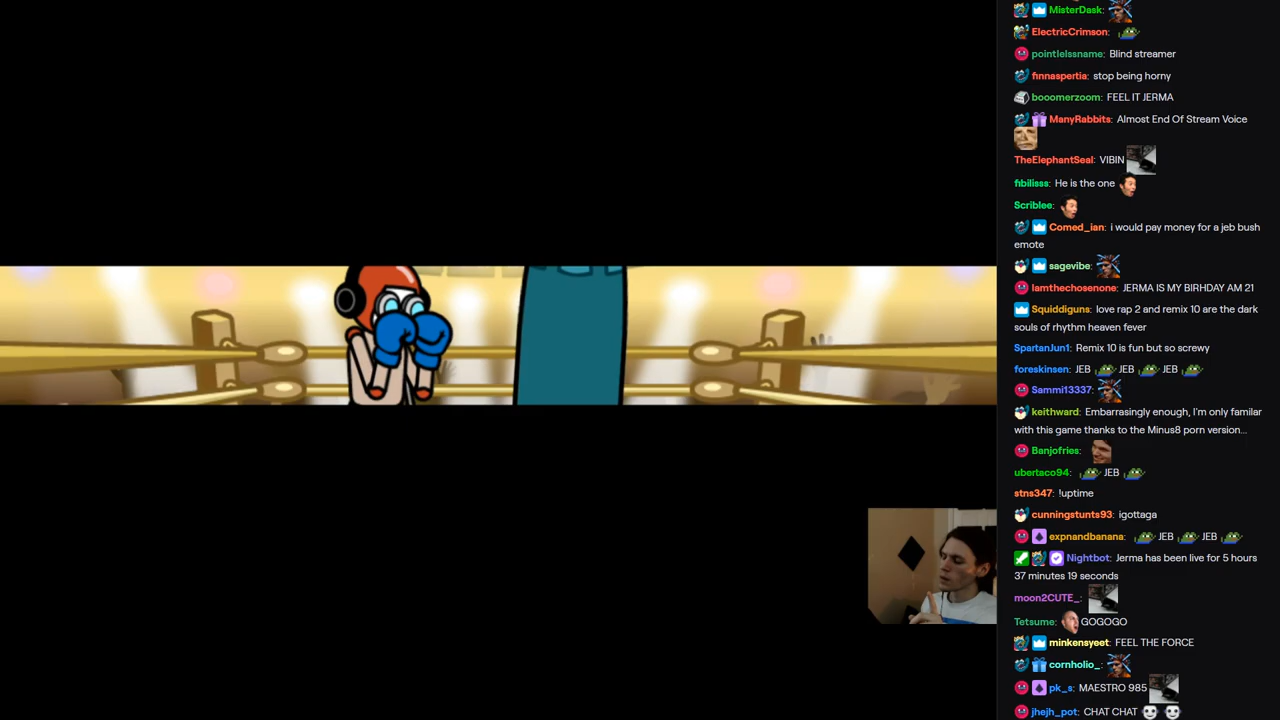 MisterDask:
ElectricCrimson:
pointlelssname: Blind streamer
finnaspertia: stop being horny
booomerzoom: FEEL IT JERMA
ManyRabbits: Almost End Of Stream Voice
TheElephantSeal: VIBIN
fibilisss: He is the one
Scriblee:
Comed_ian: i would pay money for a jeb bush
emote
sagevibe:
Iamthechosenone: JERMA IS MY BIRHDAY AM 21
Squiddiguns: love rap 2 and remix 10 are the dark
souls of rhythm heaven fever
SpartanJun1: Remix 10 is fun but so screwy
foreskinsen: JEB JEB JEB
Sammi13337:
keithward: Embarrasingly enough, I'm only familar
with this game thanks to the Minus8 porn version...
Banjofries:
ubertaco94: JEB
stns347: !uptime
cunningstunts93: igottaga
expnandbanana: JEB JEB
Nightbot: Jerma has been live for 5 hours
37 minutes 19 seconds
moon2CUTE_:
Tetsume: GOGOGO
minkensyeet: FEEL THE FORCE
cornholio_:
pk_s: MAESTRO 985
jhejh_pot: CHAT CHAT